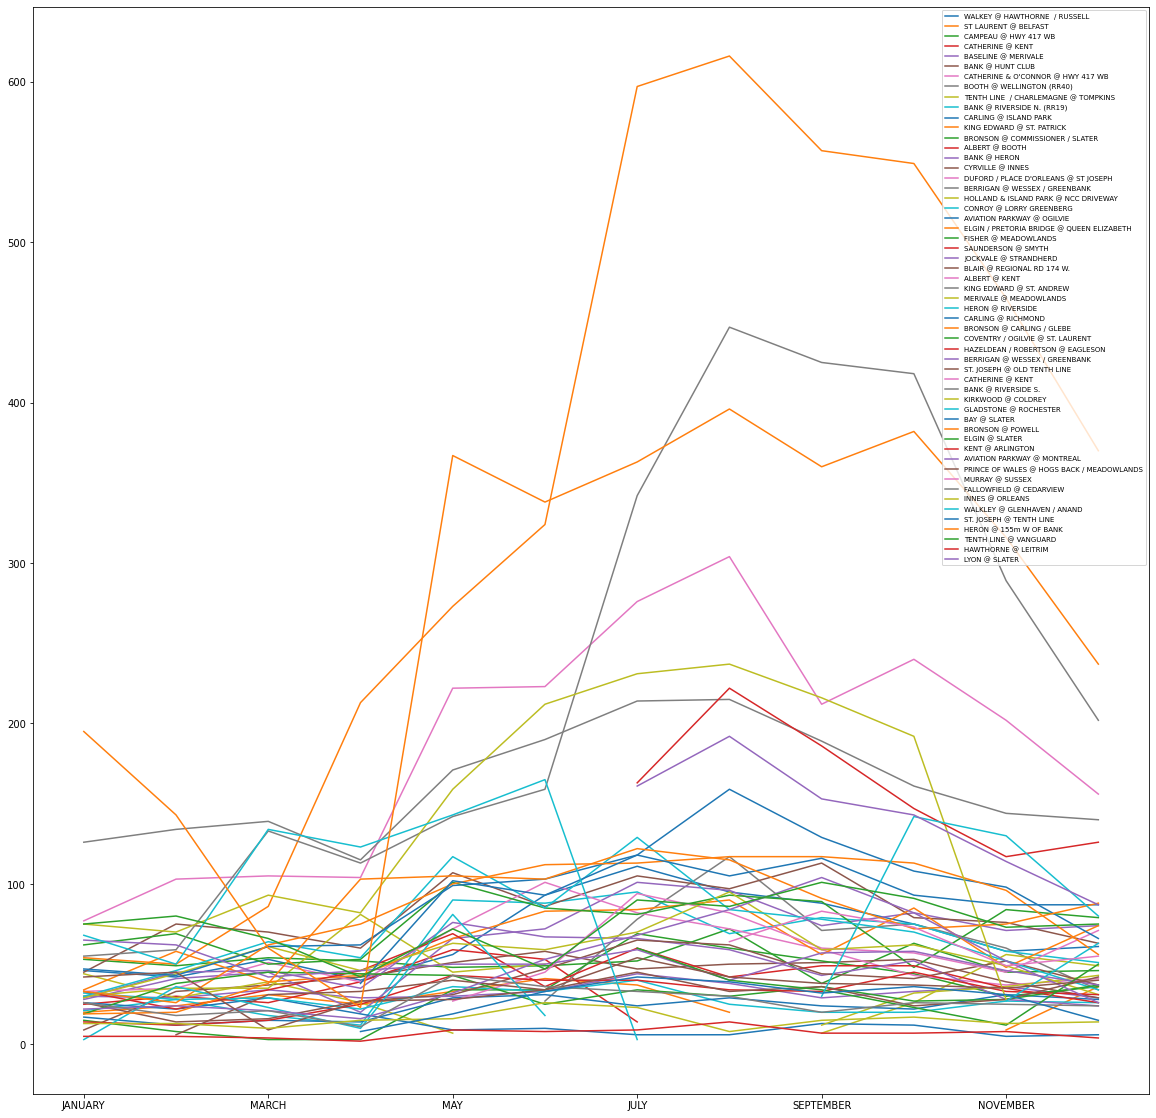 600
500
400
300
200
100
0
JANUARY MARCH MAY JULY SEPTEMBER NOVEMBER
WALKEY @ HAWTHORNE  / RUSSELL
ST LAURENT @ BELFAST
CAMPEAU @ HWY 417 WB
CATHERINE @ KENT
BASELINE @ MERIVALE
BANK @ HUNT CLUB
CATHERINE & O'CONNOR @ HWY 417 WB
BOOTH @ WELLINGTON (RR40)
TENTH LINE  / CHARLEMAGNE @ TOMPKINS
BANK @ RIVERSIDE N. (RR19)
CARLING @ ISLAND PARK
KING EDWARD @ ST. PATRICK
BRONSON @ COMMISSIONER / SLATER
ALBERT @ BOOTH
BANK @ HERON
CYRVILLE @ INNES
DUFORD / PLACE D'ORLEANS @ ST JOSEPH
BERRIGAN @ WESSEX / GREENBANK
HOLLAND & ISLAND PARK @ NCC DRIVEWAY
CONROY @ LORRY GREENBERG
AVIATION PARKWAY @ OGILVIE
ELGIN / PRETORIA BRIDGE @ QUEEN ELIZABETH
FISHER @ MEADOWLANDS
SAUNDERSON @ SMYTH
JOCKVALE @ STRANDHERD
BLAIR @ REGIONAL RD 174 W.
ALBERT @ KENT
KING EDWARD @ ST. ANDREW
MERIVALE @ MEADOWLANDS
HERON @ RIVERSIDE
CARLING @ RICHMOND
BRONSON @ CARLING / GLEBE
COVENTRY / OGILVIE @ ST. LAURENT
HAZELDEAN / ROBERTSON @ EAGLESON
BERRIGAN @ WESSEX / GREENBANK
ST. JOSEPH @ OLD TENTH LINE
CATHERINE @ KENT
BANK @ RIVERSIDE S.
KIRKWOOD @ COLDREY
GLADSTONE @ ROCHESTER
BAY @ SLATER
BRONSON @ POWELL
ELGIN @ SLATER
KENT @ ARLINGTON
AVIATION PARKWAY @ MONTREAL
PRINCE OF WALES @ HOGS BACK / MEADOWLANDS
MURRAY @ SUSSEX
FALLOWFIELD @ CEDARVIEW
INNES @ ORLEANS
WALKLEY @ GLENHAVEN / ANAND
ST. JOSEPH @ TENTH LINE
HERON @ 155m W OF BANK
TENTH LINE @ VANGUARD
HAWTHORNE @ LEITRIM
LYON @ SLATER